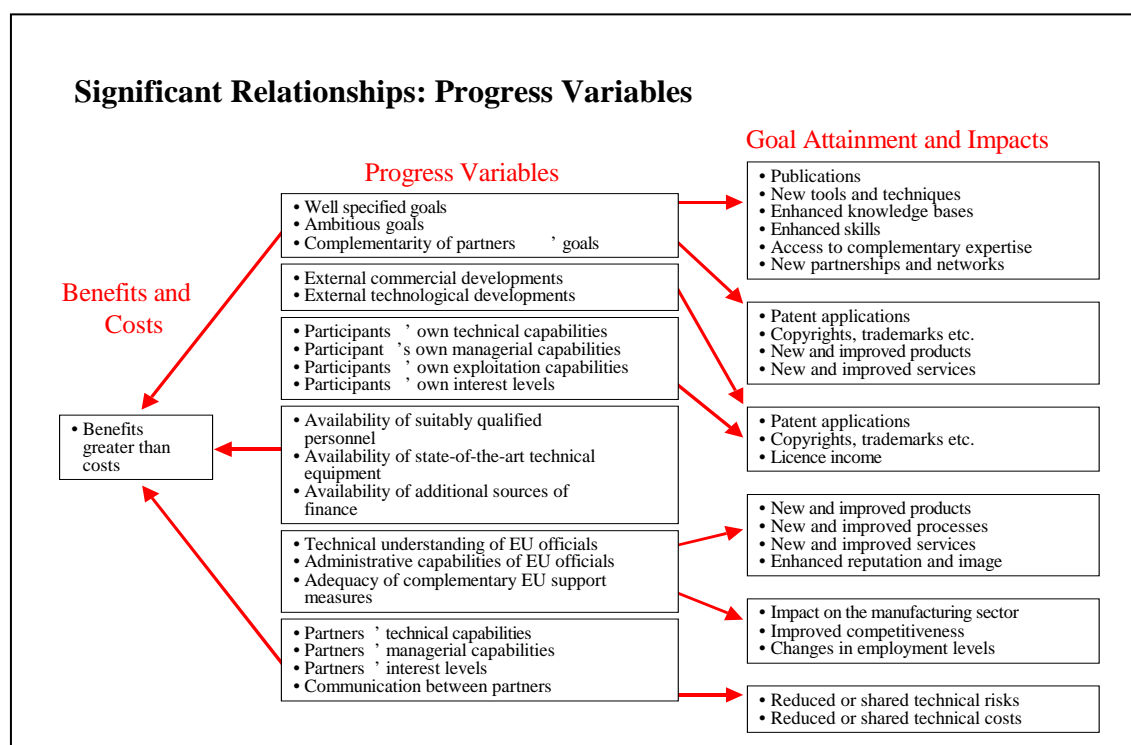 Significant Relationships: Progress Variables
Goal Attainment and Impacts
Progress Variables
Benefits and
Costs
• Benefits
greater than
costs
• Well specified goals
• Ambitious goals
• Complementarity of partners ’ goals
• External commercial developments
• External technological developments
• Participants ’ own technical capabilities
• Participant ’s own managerial capabilities
• Participants ’ own exploitation capabilities
• Participants ’ own interest levels
• Availability of suitably qualified
personnel
• Availability of state-of-the-art technical
equipment
• Availability of additional sources of
finance
• Technical understanding of EU officials
• Administrative capabilities of EU officials
• Adequacy of complementary EU support
measures
• Partners ’ technical capabilities
• Partners ’ managerial capabilities
• Partners ’ interest levels
• Communication between partners
• Publications
• New tools and techniques
• Enhanced knowledge bases
• Enhanced skills
• Access to complementary expertise
• New partnerships and networks
• Patent applications
• Copyrights, trademarks etc.
• New and improved products
• New and improved services
• Patent applications
• Copyrights, trademarks etc.
• Licence income
• New and improved products
• New and improved processes
• New and improved services
• Enhanced reputation and image
• Impact on the manufacturing sector
• Improved competitiveness
• Changes in employment levels
• Reduced or shared technical risks
• Reduced or shared technical costs